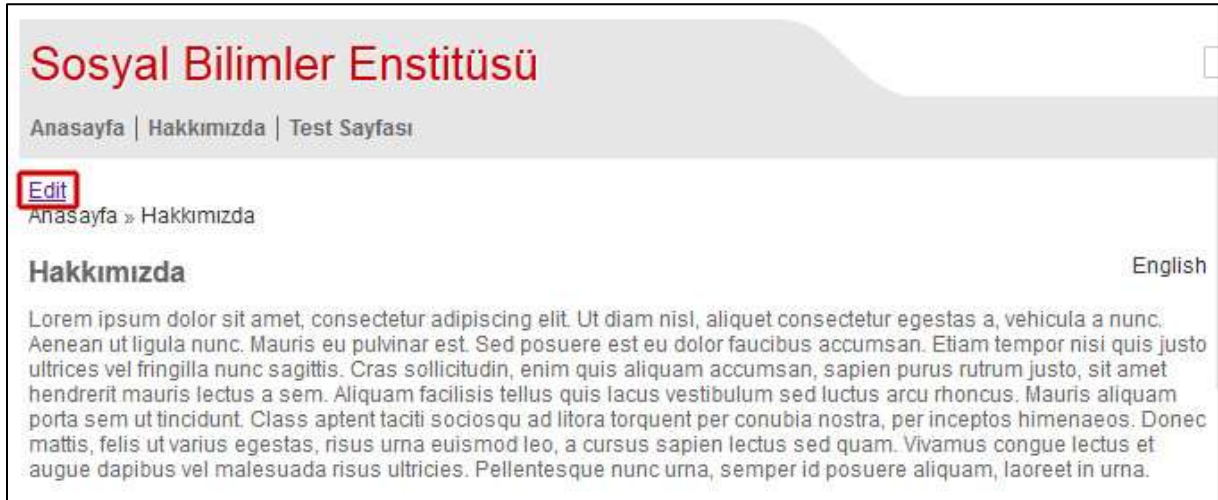 Sosyal Bilimler Enstitüsü
Anasayfa | Hakkımızda | Test Sayfası
Edit
Anasayfa » Hakkımızda
Hakkımızda
English
Lorem ipsum dolor sit amet, consectetur adipiscing elit. Ut diam nisl, aliquet consectetur egestas a, vehicula a nunc.
Aenean ut ligula nunc. Mauris eu pulvinar est. Sed posuere est eu dolor faucibus accumsan. Etiam tempor nisi quis justo
ultrices vel fringilla nunc sagittis. Cras sollicitudin, enim quis aliquam accumsan, sapien purus rutrum justo, sit amet
hendrerit mauris lectus a sem. Aliquam facilisis tellus quis lacus vestibulum sed luctus arcu rhoncus. Mauris aliquam
porta sem ut tincidunt. Class aptent taciti sociosqu ad litora torquent per conubia nostra, per inceptos himenaeos. Donec
mattis, felis ut varius egestas, risus urna euismod leo, a cursus sapien lectus sed quam. Vivamus congue lectus et
augue dapibus vel malesuada risus ultricies. Pellentesque nunc urna, semper id posuere aliquam, laoreet in urna.